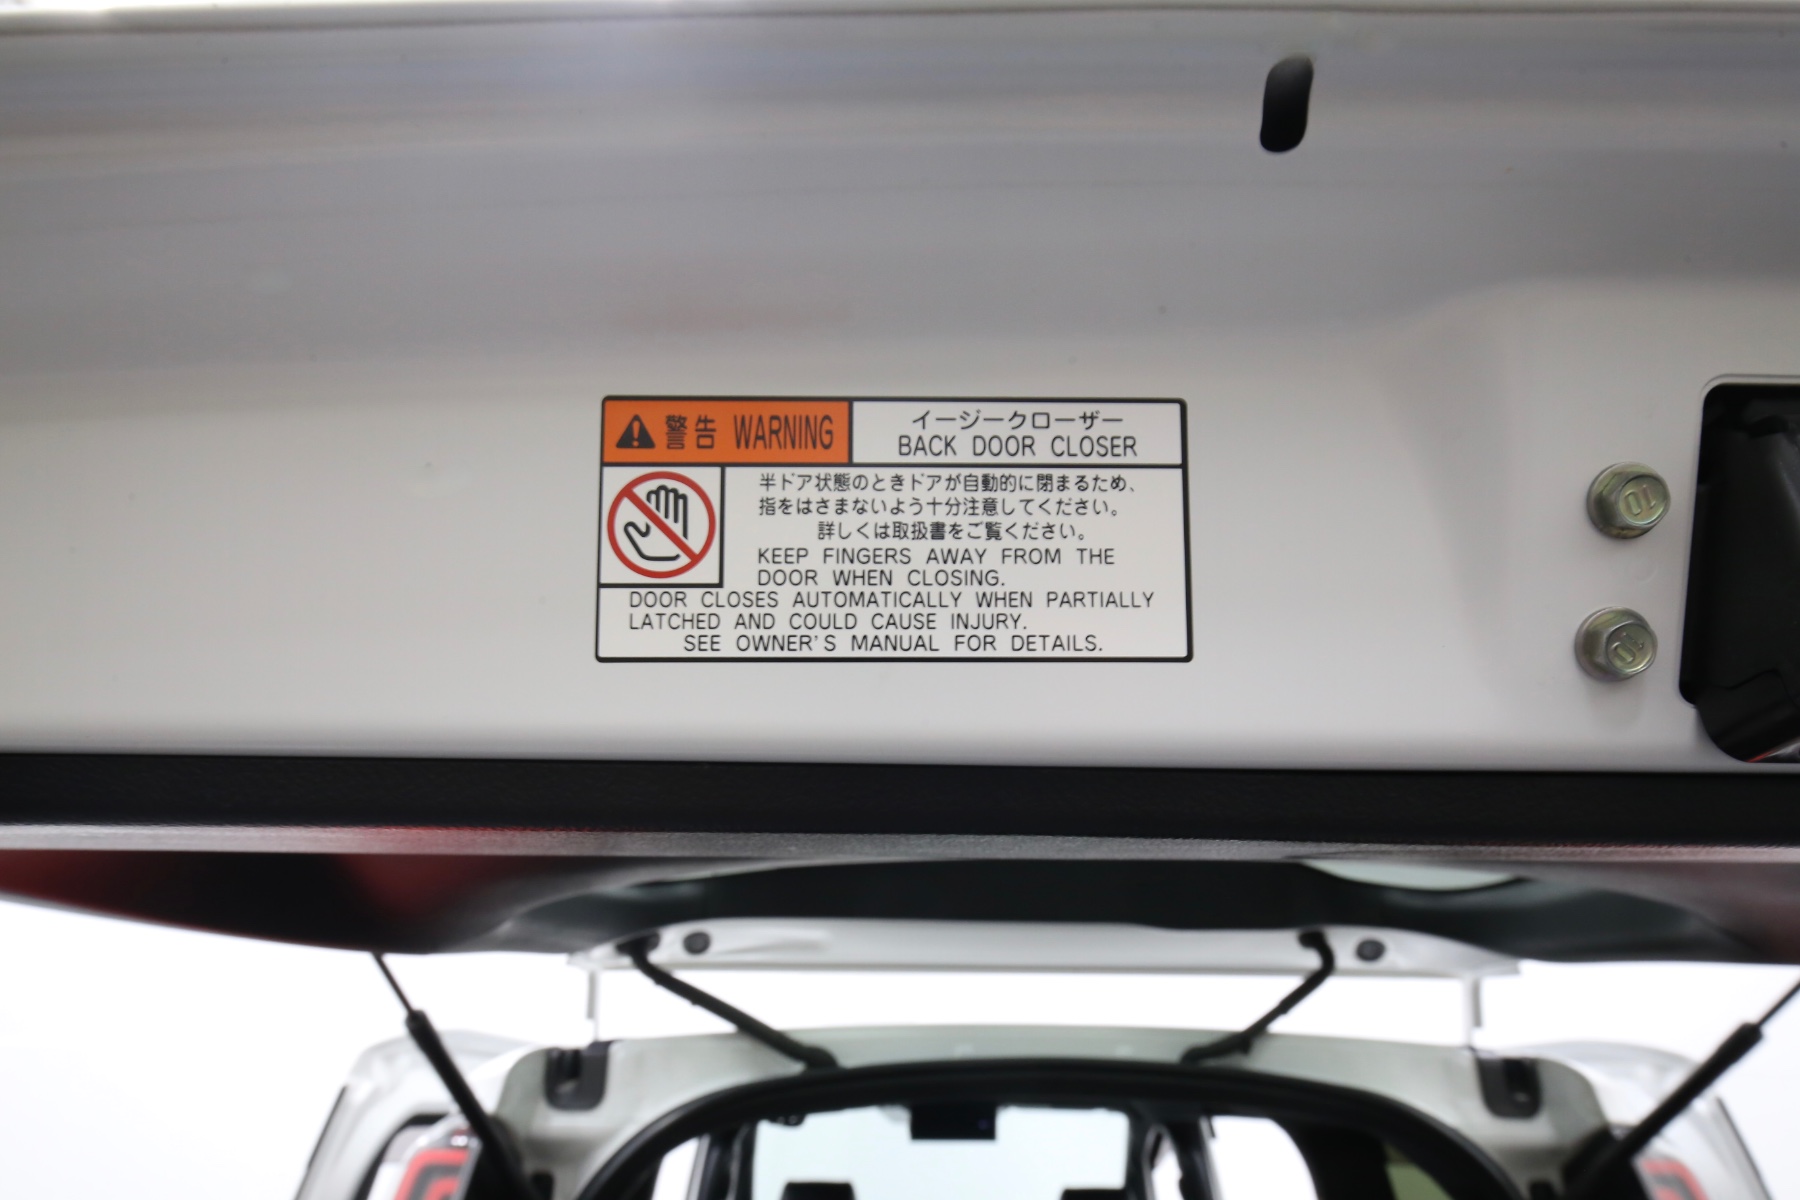 警告 WARNING
イージークローザー
BACK DOOR CLOSER
半ドア状態のときドアが自動的に閉まるため、
指をはさまないよう十分注意してください。
詳しくは取扱書をご覧ください。
KEEP FINGERS AWAY FROM THE
DOOR WHEN CLOSING.
DOOR CLOSES AUTOMATICALLY WHEN PARTIALLY
LATCHED AND COULD CAUSE INJURY.
SEE OWNER'S MANUAL FOR DETAILS.
10
10